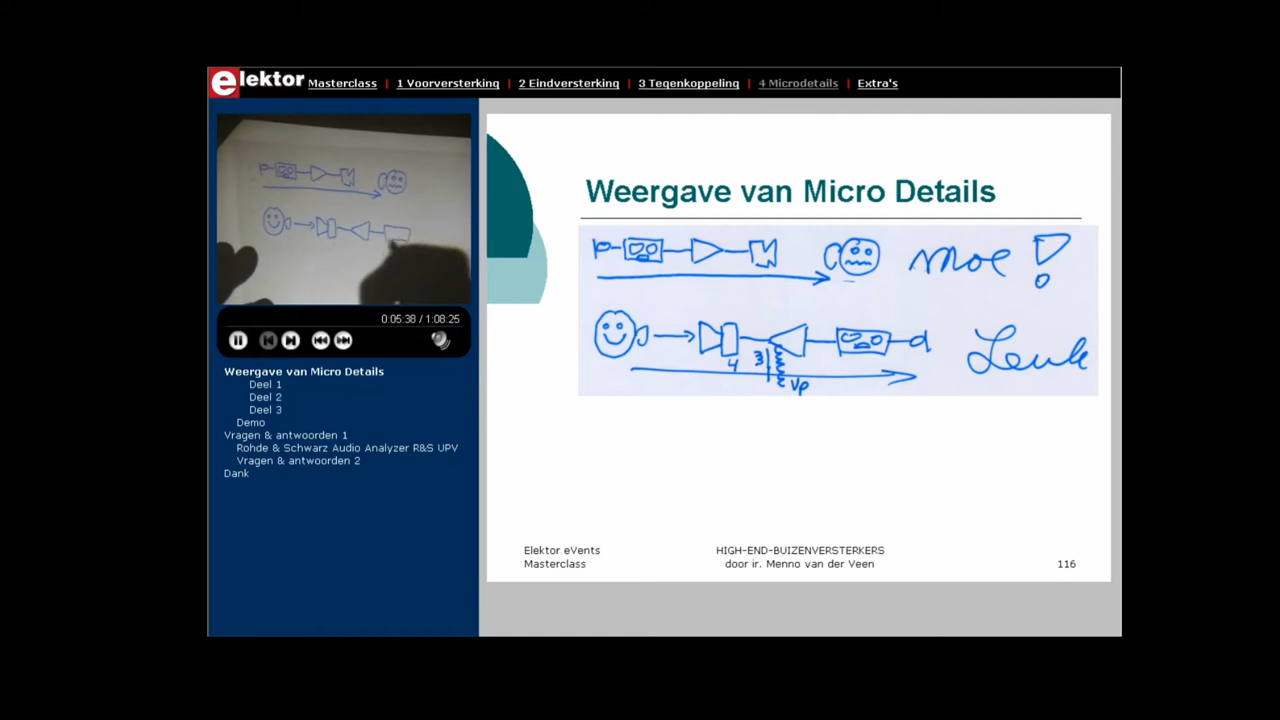 elektor Masterclass | 1 Voorversterking | 2 Eindversterking | 3 Tegenkoppeling | 4 Microdetails | Extra's
0:05:38 / 1:08:25
Weergave van Micro Details
Deel 1
Deel 2
Deel 3
Demo
Vragen & antwoorden 1
Rohde & Schwarz Audio Analyzer R&S UPV
Vragen & antwoorden 2
Dank
Weergave van Micro Details
moe
Leuk
4
3
Vp
Elektor eVents
Masterclass
HIGH-END-BUIZENVERSTERKERS
door ir. Menno van der Veen
116